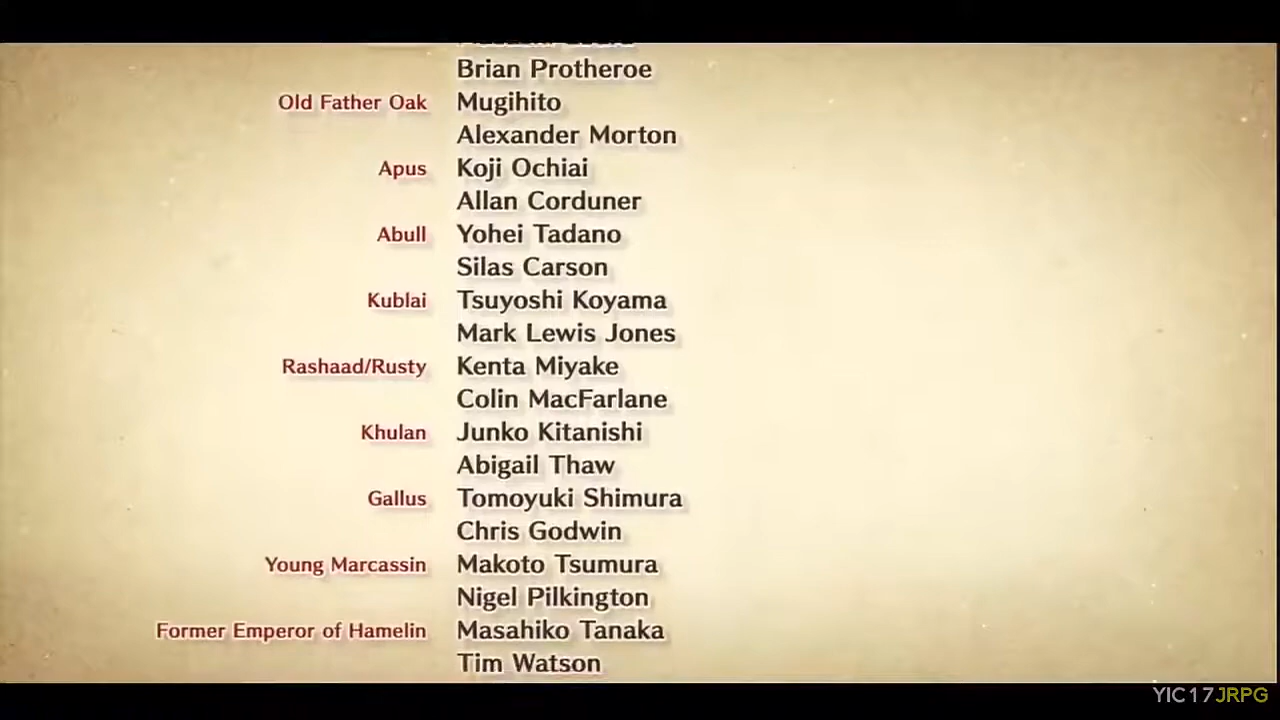 Brian Protheroe
Old Father Oak Mugihito
Alexander Morton
Apus Koji Ochiai
Allan Corduner
Abull Yohei Tadano
Silas Carson
Kublai Tsuyoshi Koyama
Mark Lewis Jones
Rashaad/Rusty Kenta Miyake
Colin MacFarlane
Khulan Junko Kitanishi
Abigail Thaw
Gallus Tomoyuki Shimura
Chris Godwin
Young Marcassin Makoto Tsumura
Nigel Pilkington
Former Emperor of Hamelin Masahiko Tanaka
Tim Watson
YIC17JRPG